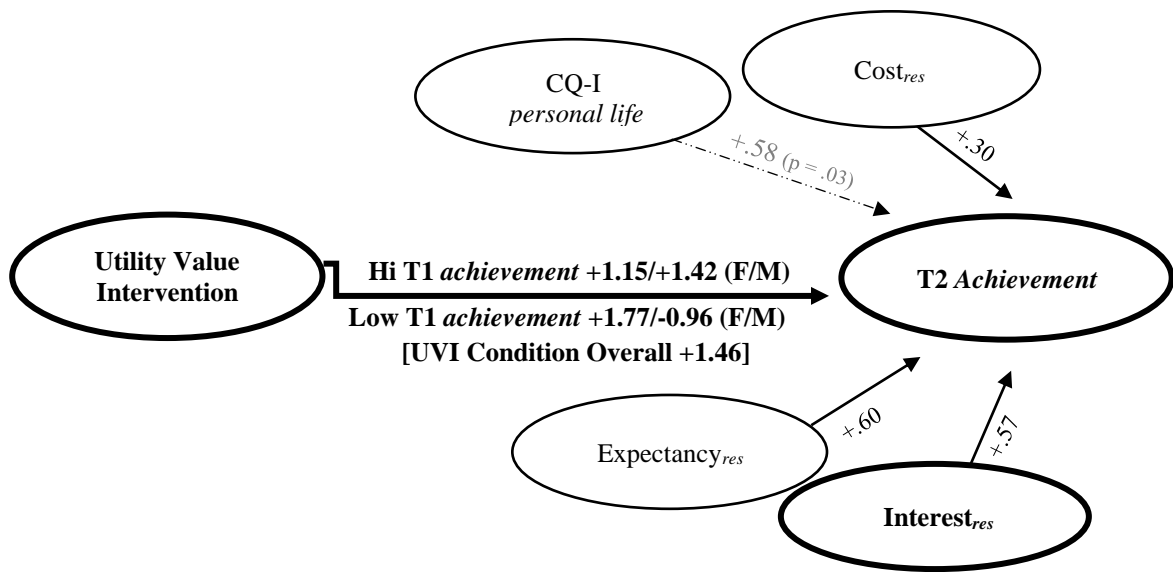 CQ-I
personal life
Cost res
+.30
+.58 (p = .03)
Utility Value
Intervention
Hi T1 achievement +1.15/+1.42 (F/M)
Low T1 achievement +1.77/-0.96 (F/M)
[UVI Condition Overall +1.46]
T2 Achievement
Expectancy res
+.60
+.57
Interest res